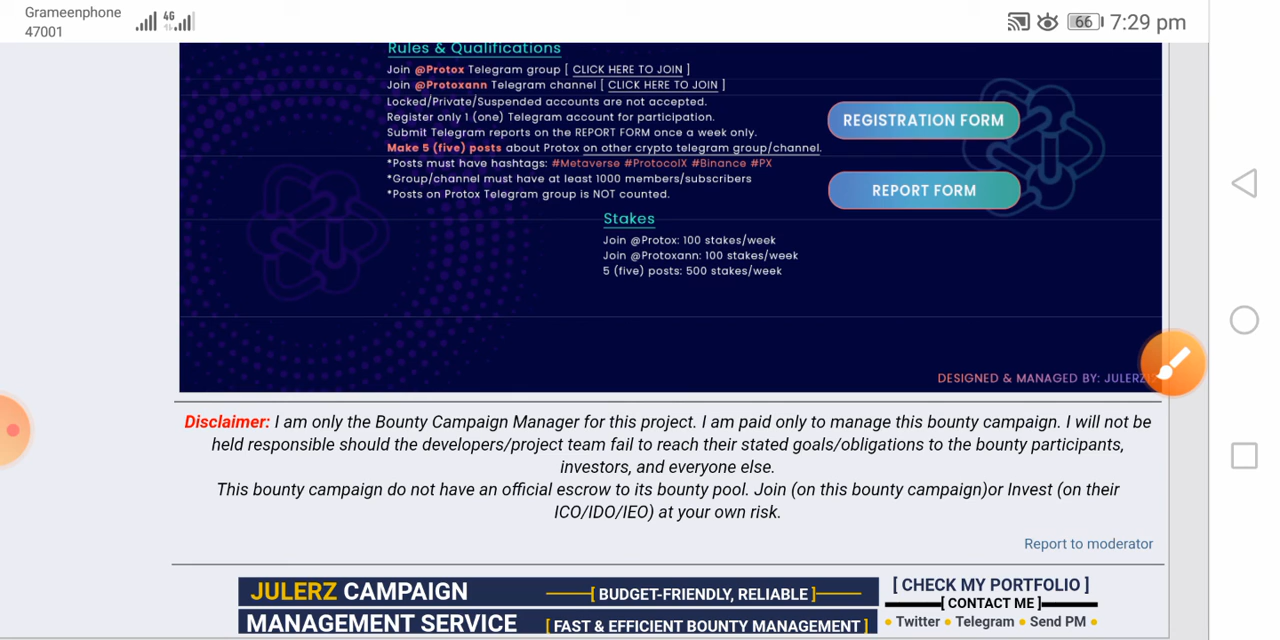 Grameenphone
47001
4G
66
7:29 pm
Rules & Qualifications
Join @Protox Telegram group [ CLICK HERE TO JOIN ]
Join @Protoxann Telegram channel [ CLICK HERE TO JOIN ]
Locked/Private/Suspended accounts are not accepted.
Register only 1 (one) Telegram account for participation.
Submit Telegram reports on the REPORT FORM once a week only.
Make 5 (five) posts about Protox on other crypto telegram group/channel.
*Posts must have hashtags: #Metaverse #ProtocolX #Binance #PX
*Group/channel must have at least 1000 members/subscribers
*Posts on Protox Telegram group is NOT counted.
REGISTRATION FORM
REPORT FORM
Stakes
Join @Protox: 100 stakes/week
Join @Protoxann: 100 stakes/week
5 (five) posts: 500 stakes/week
DESIGNED & MANAGED BY:
Disclaimer: I am only the Bounty Campaign Manager for this project. I am paid only to manage this bounty campaign. I will not be
held responsible should the developers/project team fail to reach their stated goals/obligations to the bounty participants,
investors, and everyone else.
This bounty campaign do not have an official escrow to its bounty pool. Join (on this bounty campaign)or Invest (on their
ICO/IDO/IEO) at your own risk.
Report to moderator
JULERZ CAMPAIGN [ BUDGET-FRIENDLY, RELIABLE ]
MANAGEMENT SERVICE [ FAST & EFFICIENT BOUNTY MANAGEMENT ]
[ CHECK MY PORTFOLIO ]
[ CONTACT ME ]
• Twitter • Telegram • Send PM •